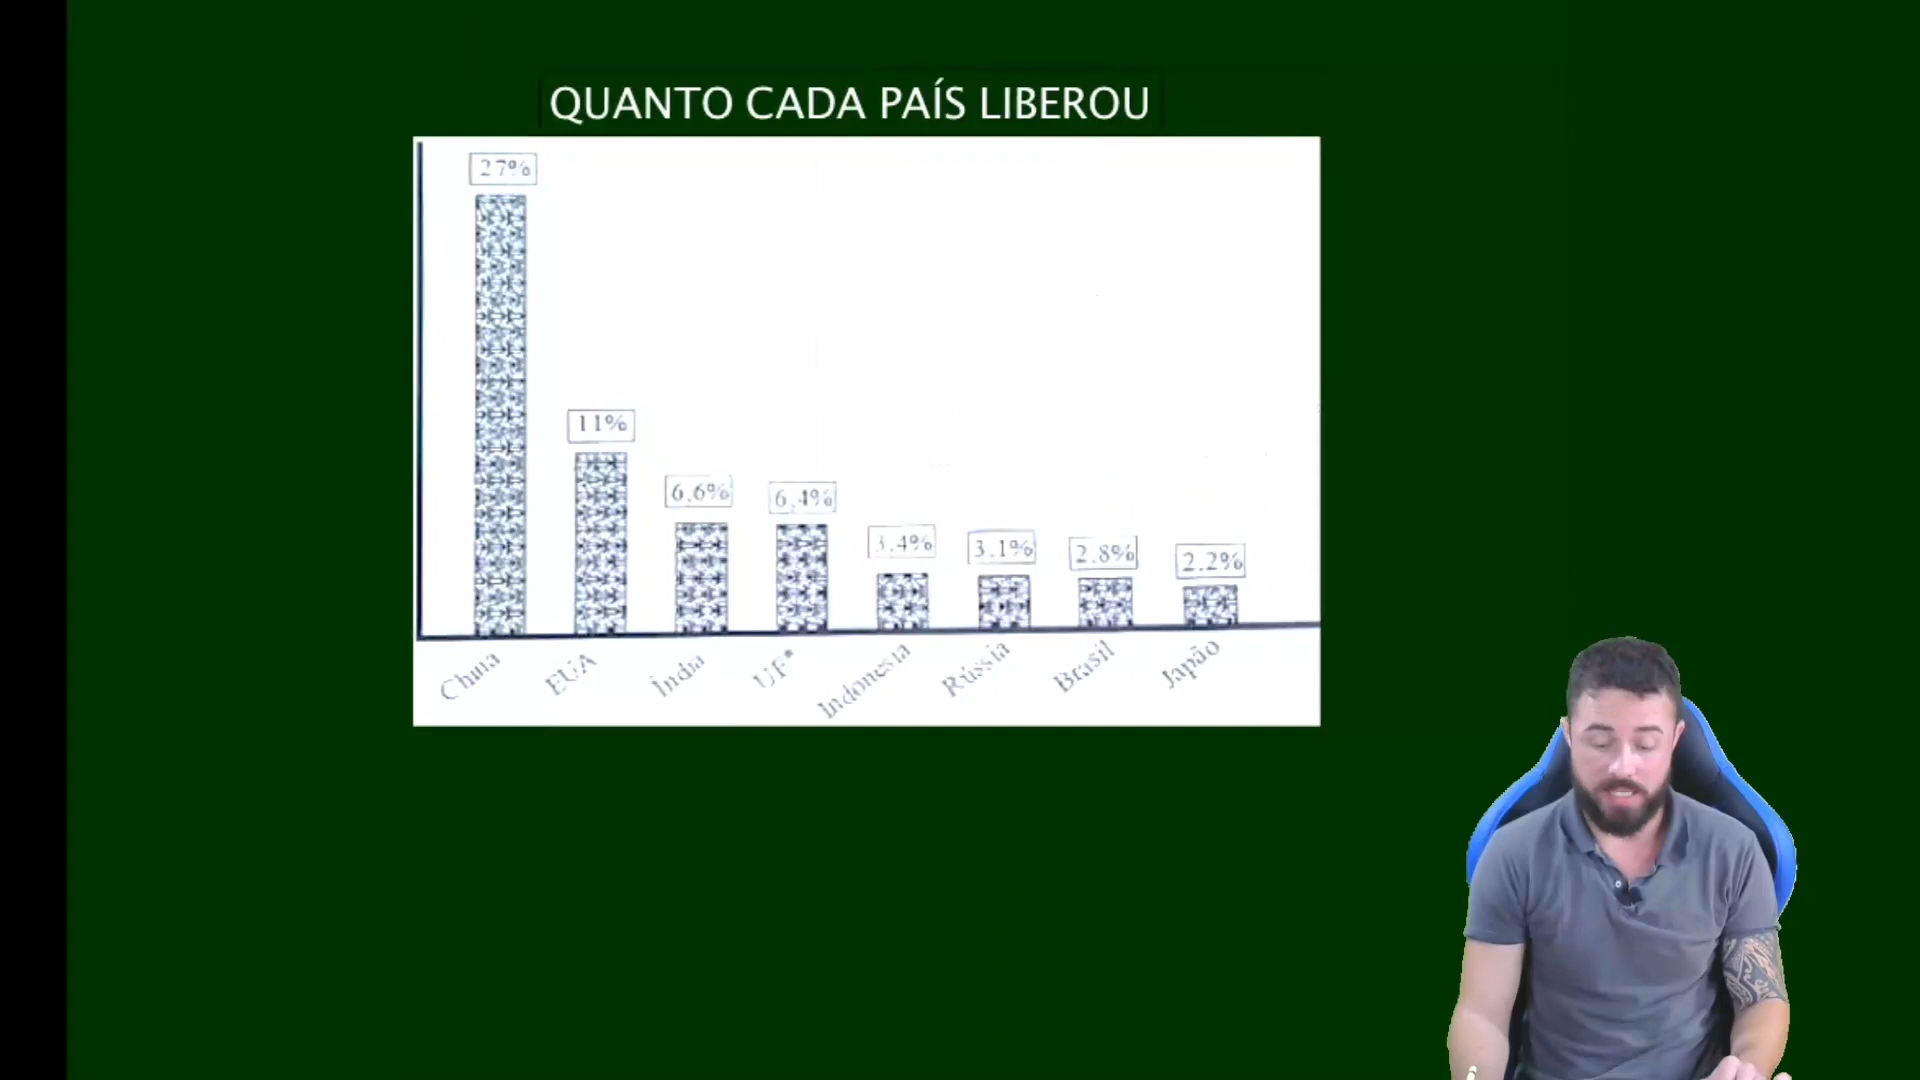 QUANTO CADA PAÍS LIBEROU
27%
11%
6,6%
6,4%
3,4%
3.1%
2.8%
2.2%
China
EUA
Índia
UE*
Indonesia
Rússia
Brasil
Japão